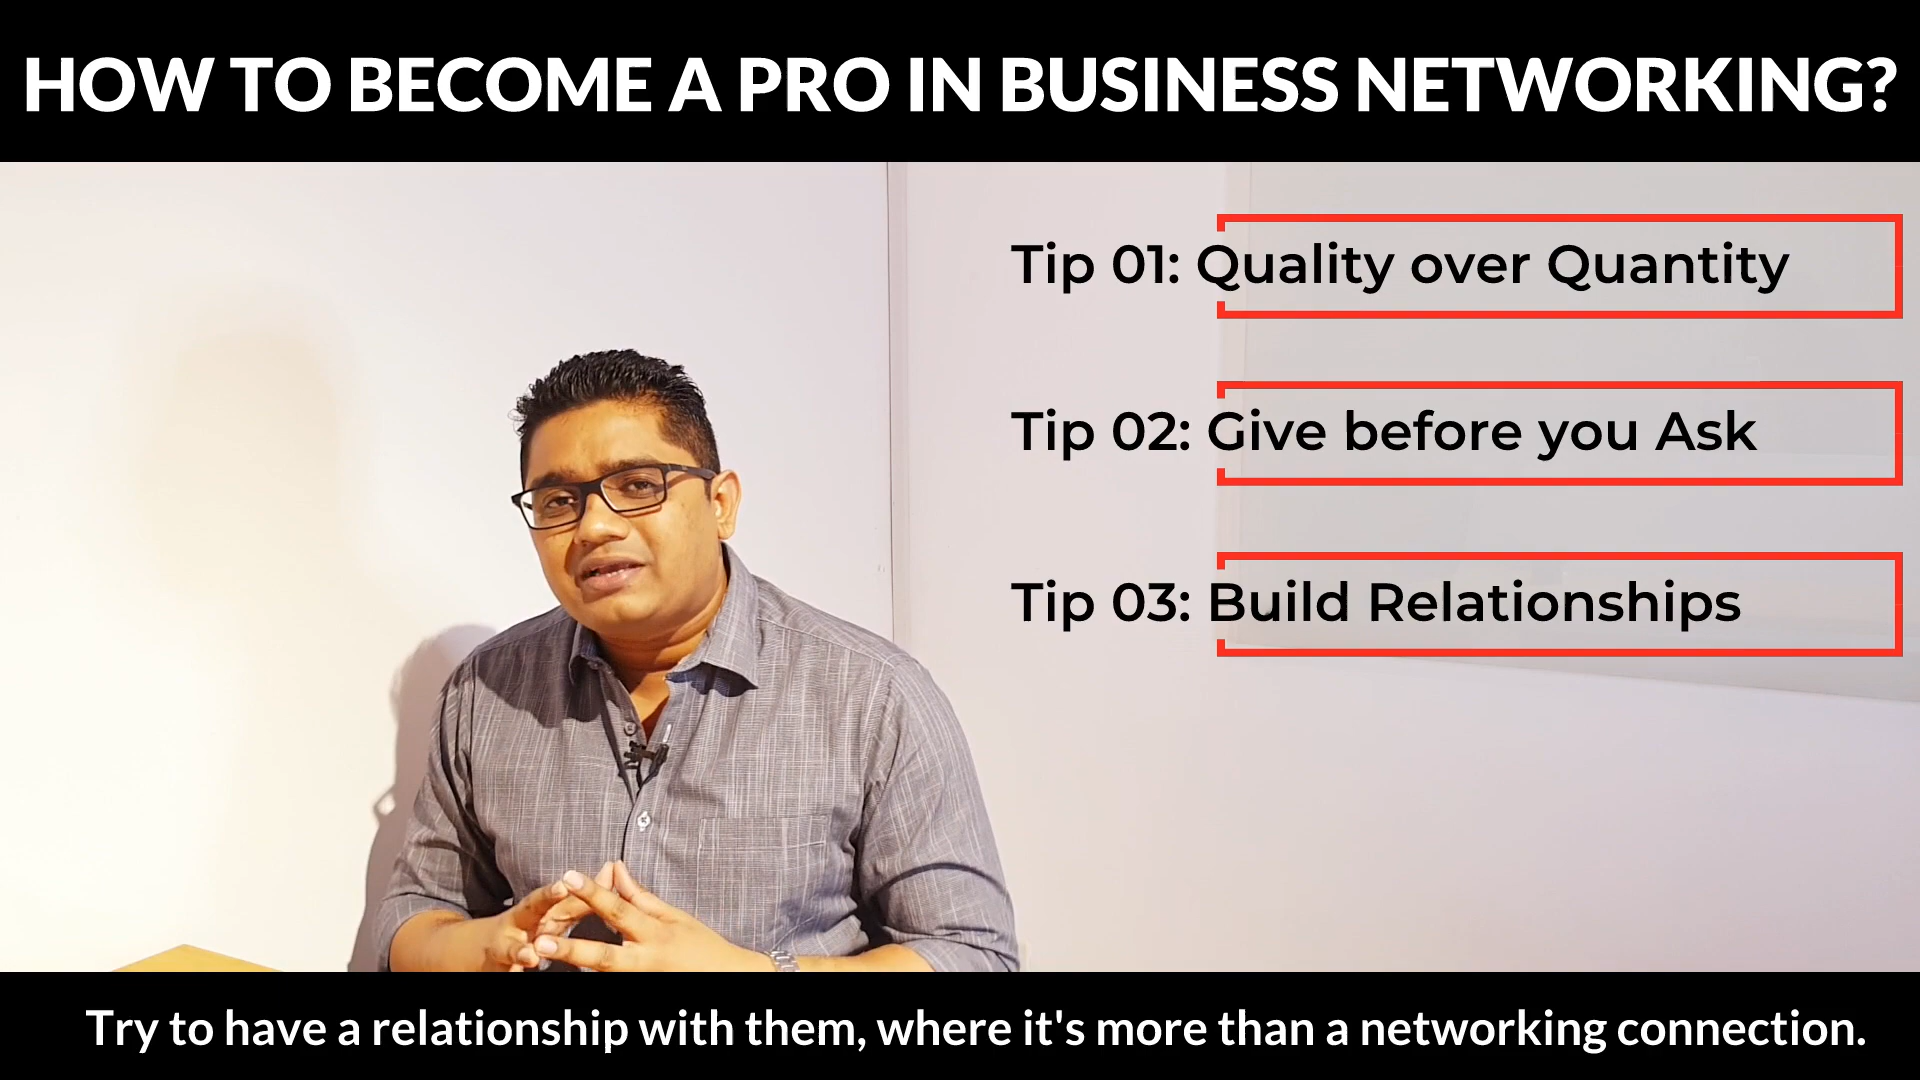 HOW TO BECOME A PRO IN BUSINESS NETWORKING?
Tip 01: Quality over Quantity
Tip 02: Give before you Ask
Tip 03: Build Relationships
Try to have a relationship with them, where it's more than a networking connection.